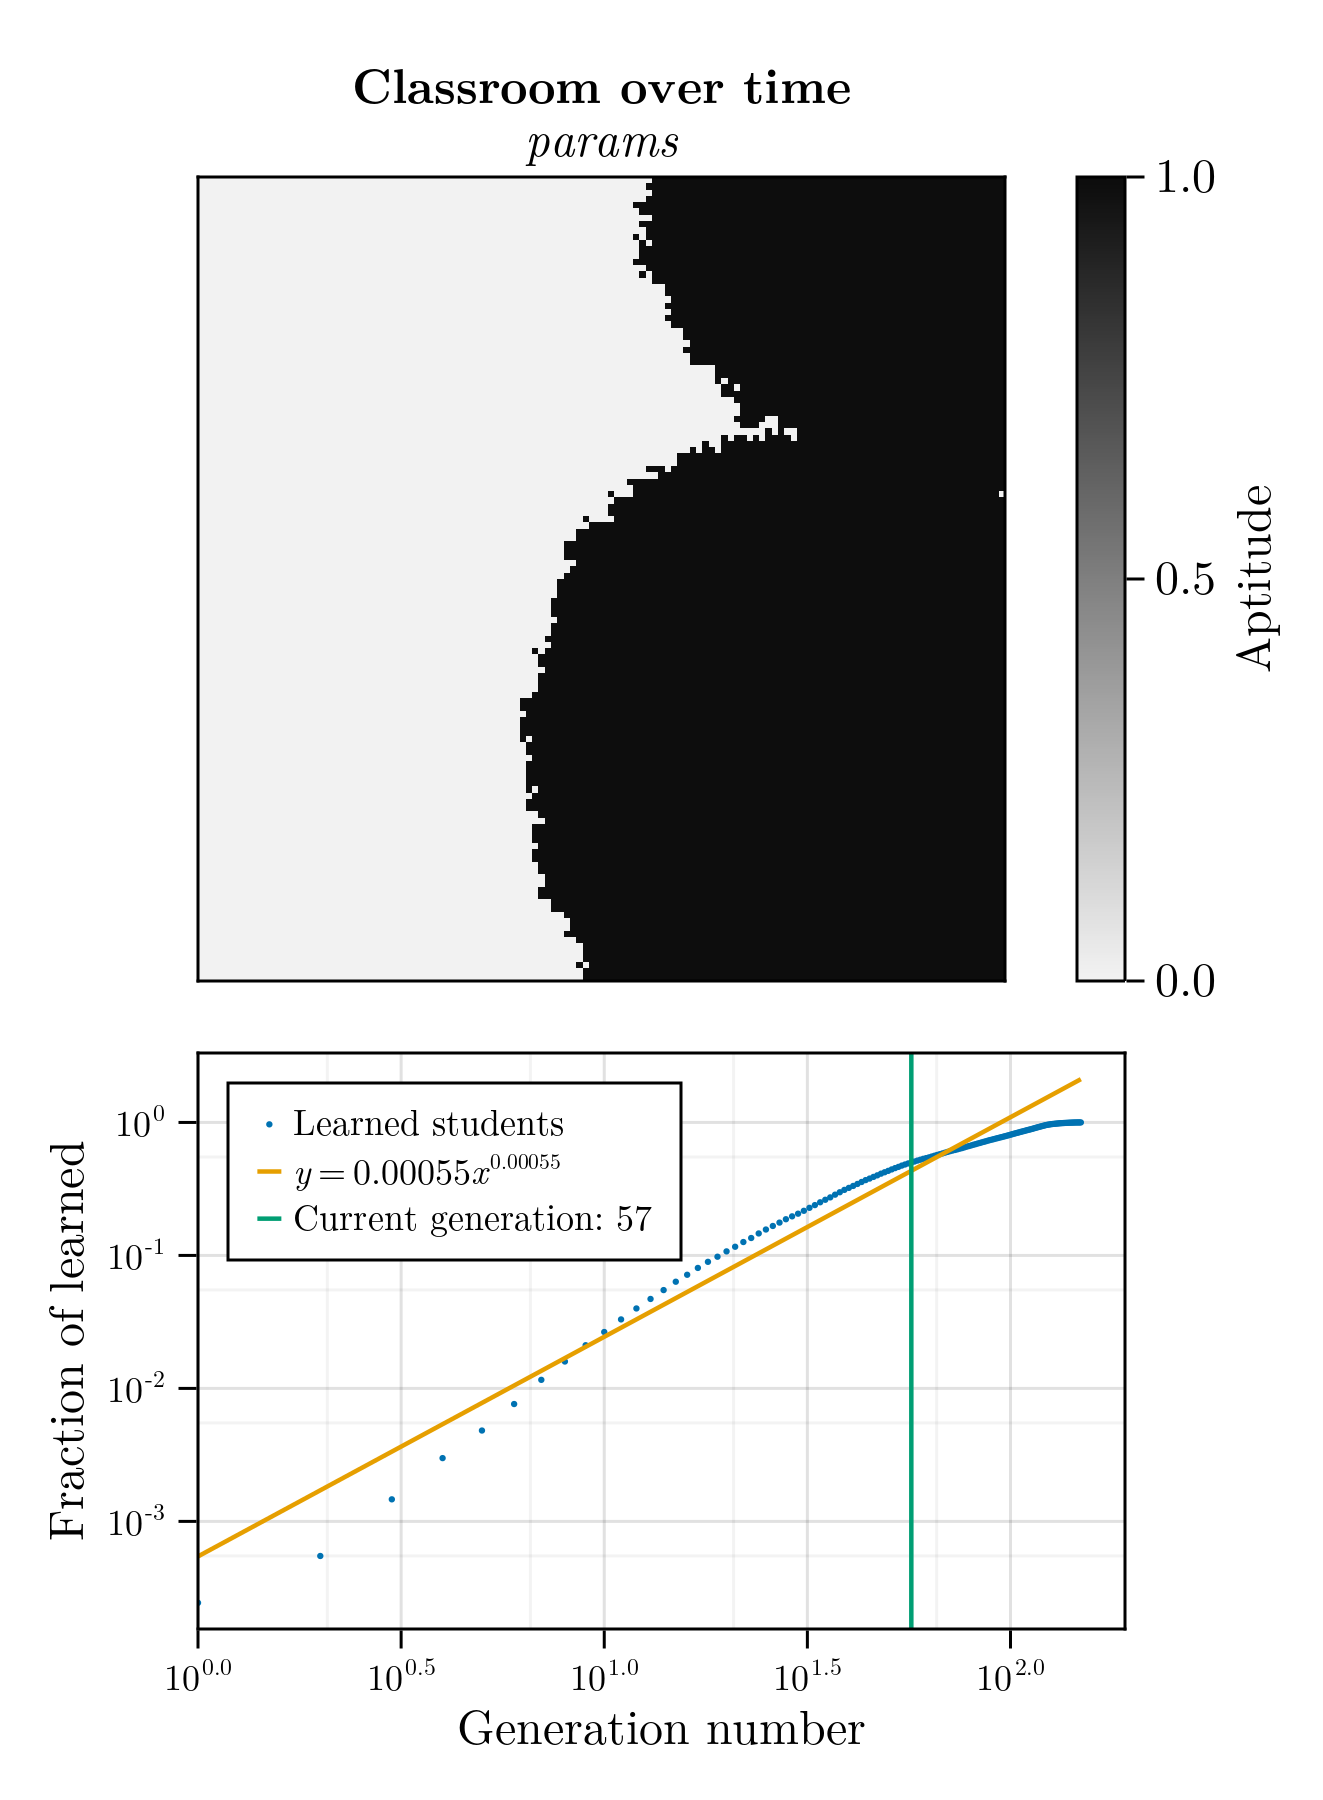 Classroom over time
params
1.0
0.5
0.0
Aptitude
Learned students
y = 0.00055x^0.00055
Current generation: 57
10^0
10^-1
10^-2
10^-3
Fraction of learned
10^0.0 10^0.5 10^1.0 10^1.5 10^2.0
Generation number